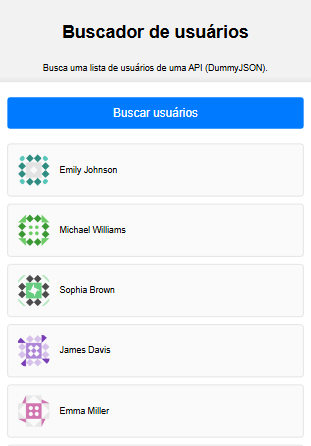 Buscador de usuários
Busca uma lista de usuários de uma API (DummyJSON).
Buscar usuários
Emily Johnson
Michael Williams
Sophia Brown
James Davis
Emma Miller